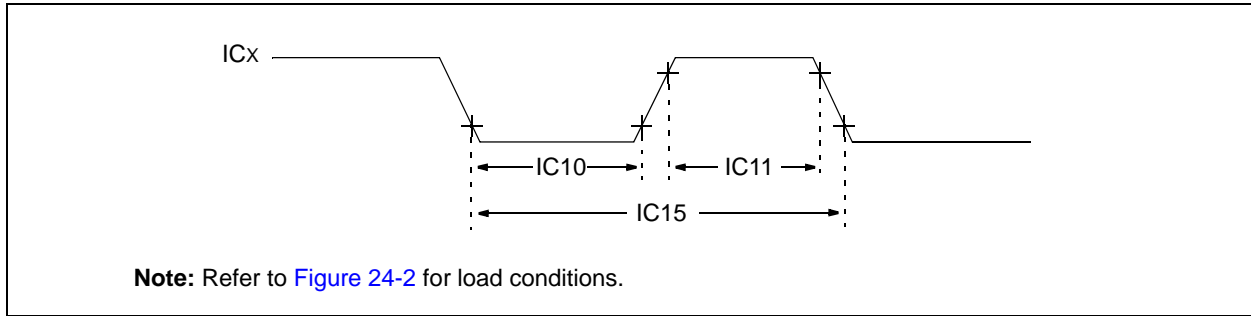 ICx
IC10
IC11
IC15
Note: Refer to Figure 24-2 for load conditions.